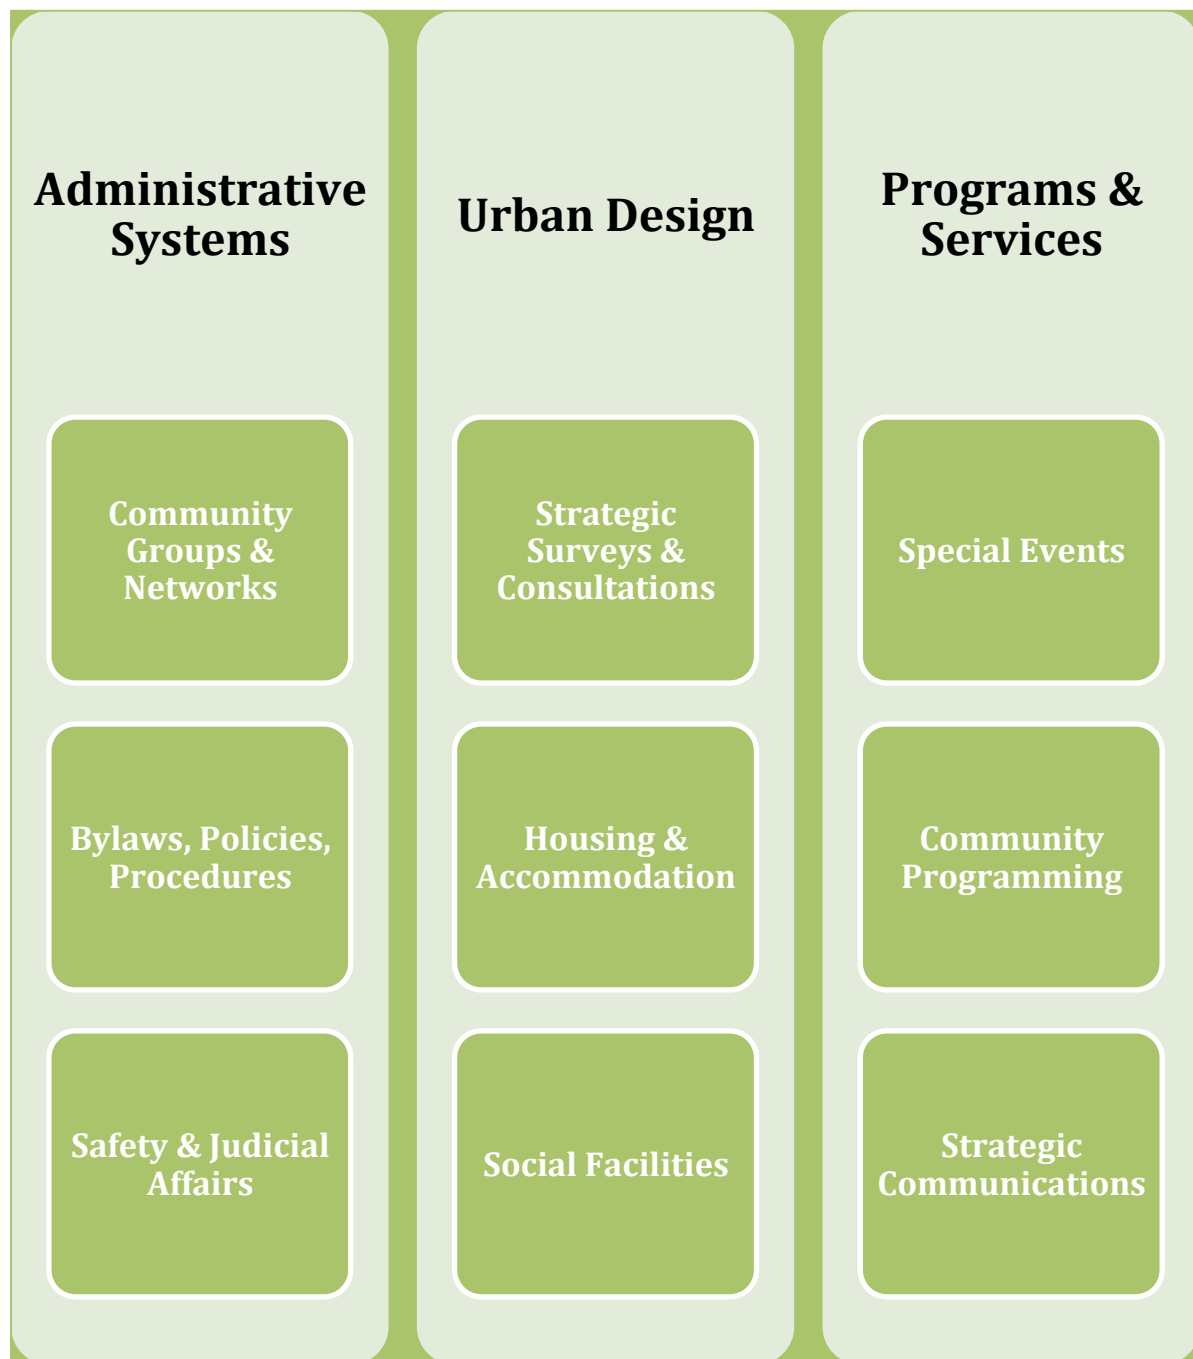 Administrative
Systems
Community
Groups &
Networks
Bylaws, Policies,
Procedures
Safety & Judicial
Affairs
Urban Design
Strategic
Surveys &
Consultations
Housing &
Accommodation
Social Facilities
Programs &
Services
Special Events
Community
Programming
Strategic
Communications